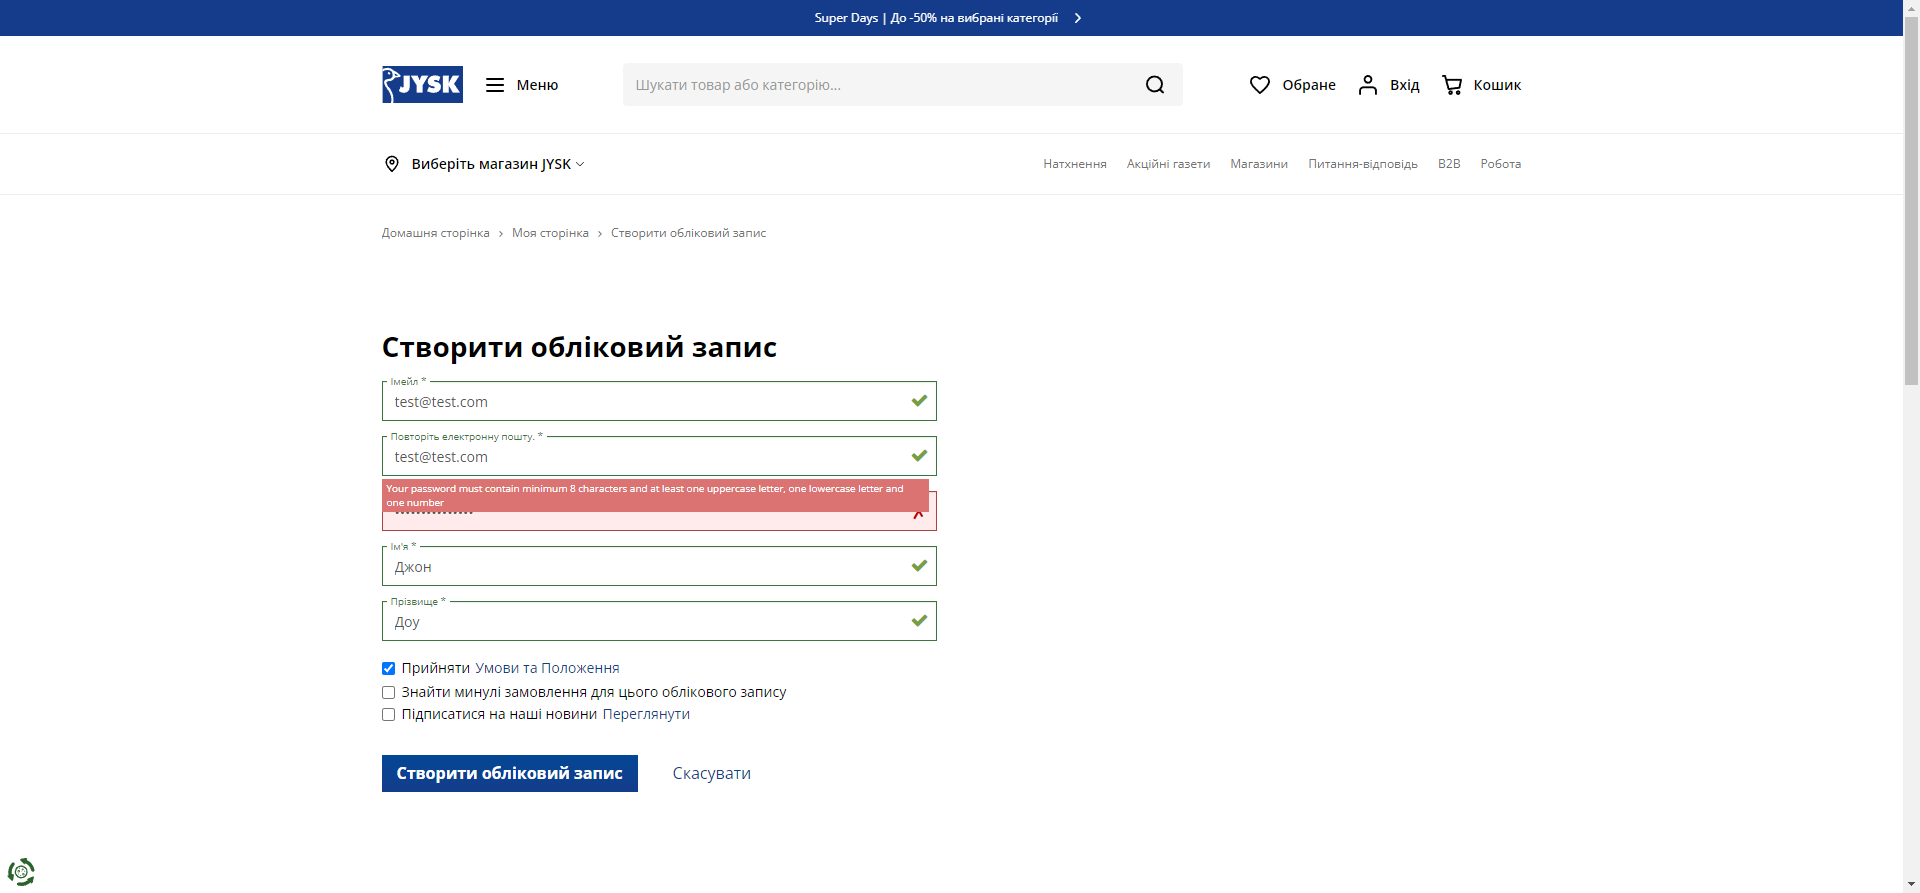 Super Days | До -50% на вибрані категорії
JYSK
Меню
Шукати товар або категорію...
Обране
Вхід
Кошик
Виберіть магазин JYSK
Натхнення
Акційні газети
Магазини
Питання-відповідь
B2B
Робота
Домашня сторінка › Моя сторінка › Створити обліковий запис
Створити обліковий запис
Імейл *
test@test.com
Повторіть електронну пошту. *
test@test.com
Your password must contain minimum 8 characters and at least one uppercase letter, one lowercase letter and
one number
Ім'я *
Джон
Прізвище *
Доу
Прийняти Умови та Положення
Знайти минулі замовлення для цього облікового запису
Підписатися на наші новини Переглянути
Створити обліковий запис
Скасувати